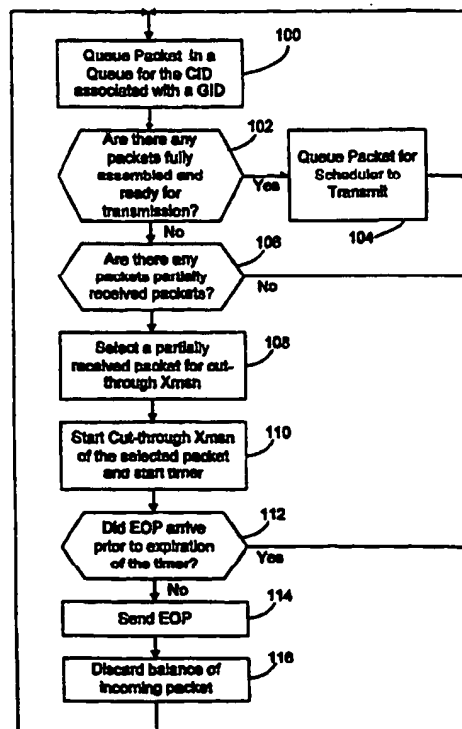 Queue Packet in a
Queue for the CID
associated with a GID
100
Are there any
packets fully
assembled and
ready for
transmission?
102
Yes
Queue Packet for
Scheduler to
Transmit
104
No
Are there any
packets partially
received packets?
106
No
Select a partially
received packet for cut-
through Xmsn
108
Start Cut-through Xmsn
of the selected packet
and start timer
110
Did EOP arrive
prior to expiration
of the timer?
112
Yes
No
Send EOP
114
Discard balance of
incoming packet
116